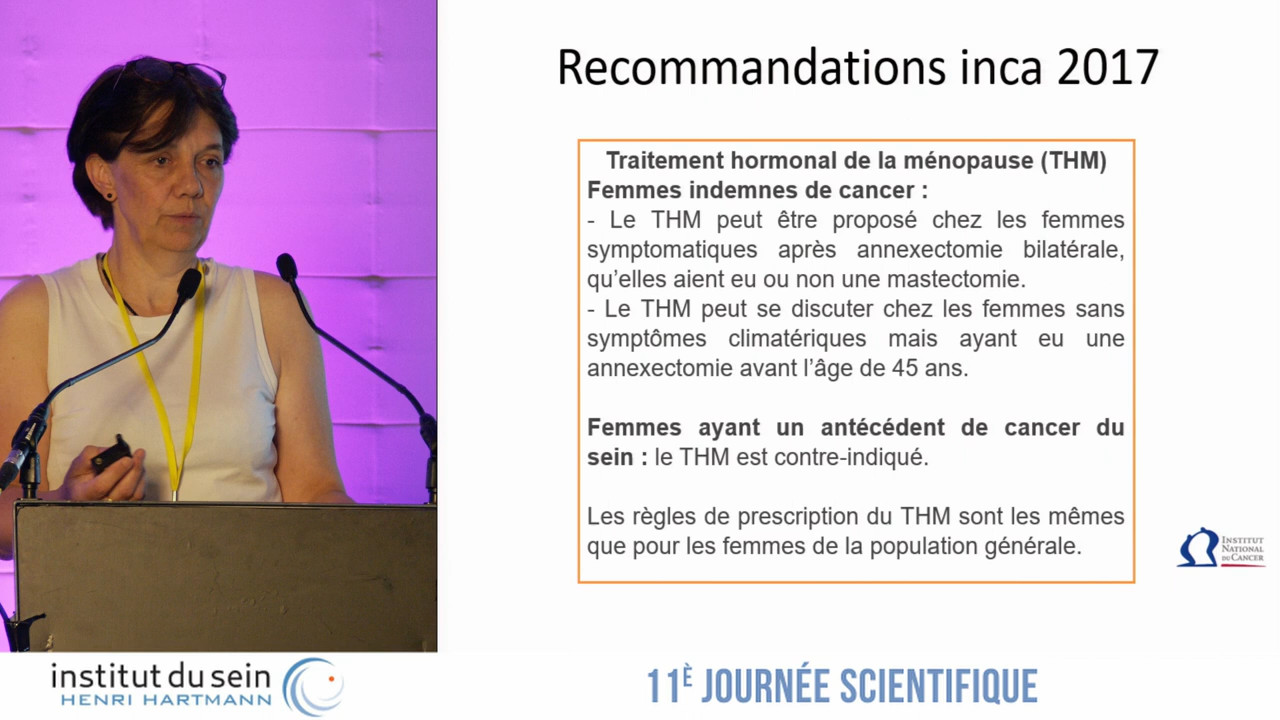 Recommandations inca 2017
Traitement hormonal de la ménopause (THM)
Femmes indemnes de cancer :
- Le THM peut être proposé chez les femmes
symptomatiques après annexectomie bilatérale,
qu’elles aient eu ou non une mastectomie.
- Le THM peut se discuter chez les femmes sans
symptômes climatériques mais ayant eu une
annexectomie avant l’âge de 45 ans.
Femmes ayant un antécédent de cancer du
sein : le THM est contre-indiqué.
Les règles de prescription du THM sont les mêmes
que pour les femmes de la population générale.
INSTITUT
NATIONAL
DU CANCER
institut du sein
HENRI HARTMANN
11È JOURNÉE SCIENTIFIQUE